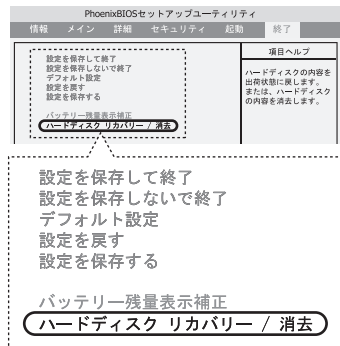 PhoenixBIOSセットアップユーティリティ
情報 メイン 詳細 セキュリティ 起動 終了
項目ヘルプ
設定を保存して終了
設定を保存しないで終了
デフォルト設定
設定を戻す
設定を保存する
バッテリー残量表示補正
ハードディスク リカバリー / 消去
ハードディスクの内容を
出荷状態に戻します。
または、ハードディスク
の内容を消去します。
設定を保存して終了
設定を保存しないで終了
デフォルト設定
設定を戻す
設定を保存する
バッテリー残量表示補正
ハードディスク リカバリー / 消去